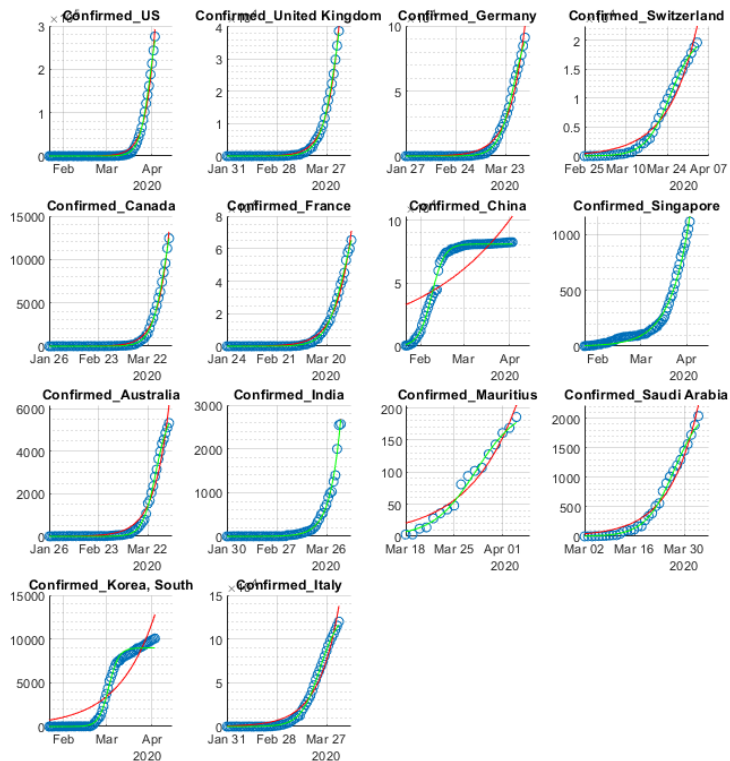 Confirmed_US
3
2
1
0
Feb
Mar
Apr
2020
Confirmed_United Kingdom
4
3.5
3
2.5
2
1.5
1
0.5
0
Jan 31
Feb 28
Mar 27
2020
Confirmed_Germany
10
5
0
Jan 27
Feb 24
Mar 23
2020
Confirmed_Switzerland
2
1.5
1
0.5
0
Feb 25
Mar 10
Mar 24
Apr 07
2020
Confirmed_Canada
15000
10000
5000
0
Jan 26
Feb 23
Mar 22
2020
Confirmed_France
8
6
4
2
0
Jan 24
Feb 21
Mar 20
2020
Confirmed_China
10
5
0
Feb
Mar
Apr
2020
Confirmed_Singapore
1000
500
0
Feb
Mar
Apr
2020
Confirmed_Australia
6000
4000
2000
0
Jan 26
Feb 23
Mar 22
2020
Confirmed_India
3000
2000
1000
0
Jan 30
Feb 27
Mar 26
2020
Confirmed_Mauritius
200
150
100
50
0
Mar 18
Mar 25
Apr 01
2020
Confirmed_Saudi Arabia
2000
1500
1000
500
0
Mar 02
Mar 16
Mar 30
2020
Confirmed_Korea, South
15000
10000
5000
0
Feb
Mar
Apr
2020
Confirmed_Italy
15
10
5
0
Jan 31
Feb 28
Mar 27
2020